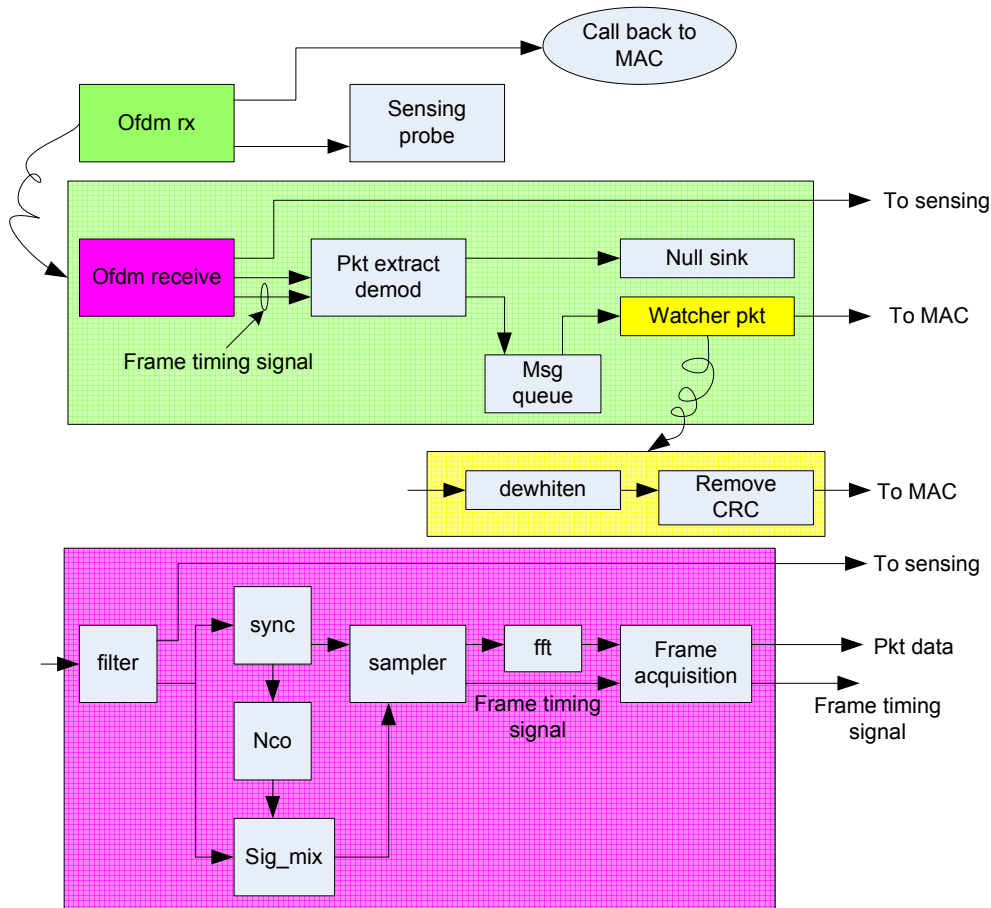 Call back to
MAC
Ofdm rx
Sensing
probe
To sensing
Ofdm receive
Pkt extract
demod
Null sink
Watcher pkt
To MAC
Frame timing signal
Msg
queue
dewhiten
Remove
CRC
To MAC
To sensing
filter
sync
sampler
fft
Frame
acquisition
Pkt data
Frame timing
signal
Frame timing
signal
Nco
Sig_mix